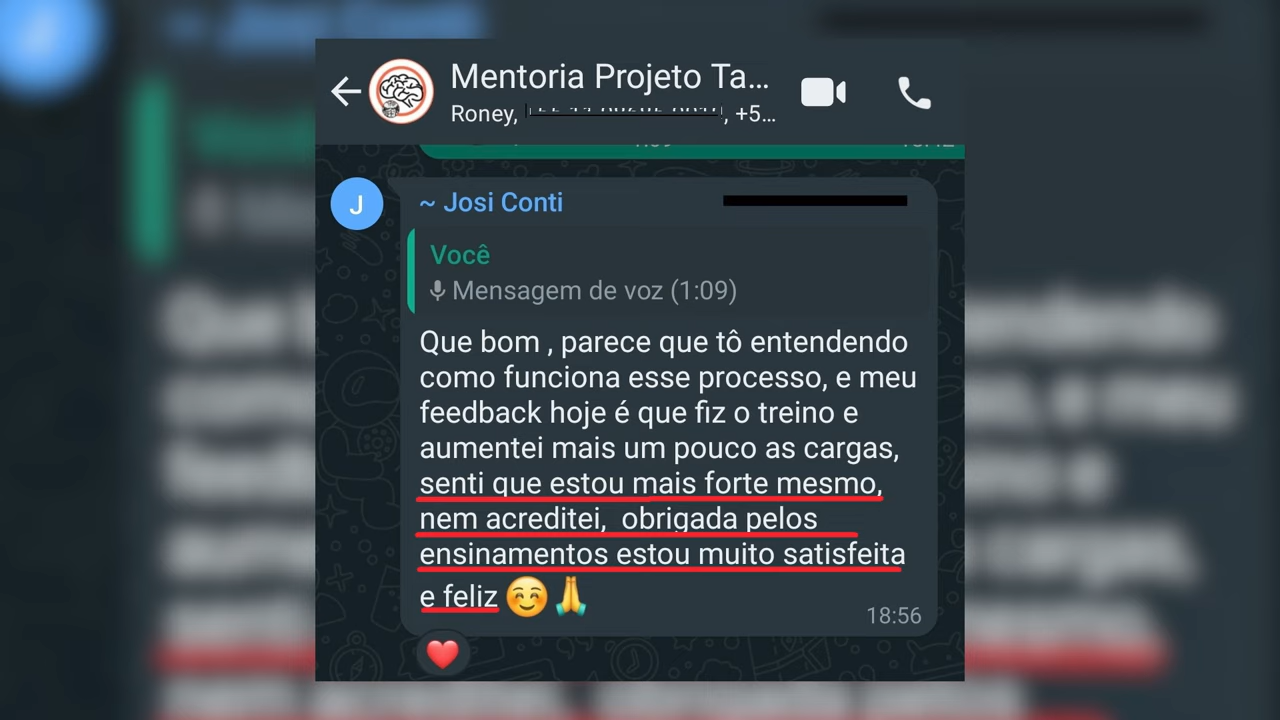 Mentoria Projeto Ta...
Roney, , +5...
~ Josi Conti
Você
Mensagem de voz (1:09)
Que bom , parece que tô entendendo
como funciona esse processo, e meu
feedback hoje é que fiz o treino e
aumentei mais um pouco as cargas,
senti que estou mais forte mesmo,
nem acreditei, obrigada pelos
ensinamentos estou muito satisfeita
e feliz 😊🙏
18:56
❤️
J